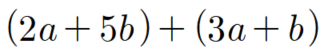 (2a + 5b) + (3a + b)